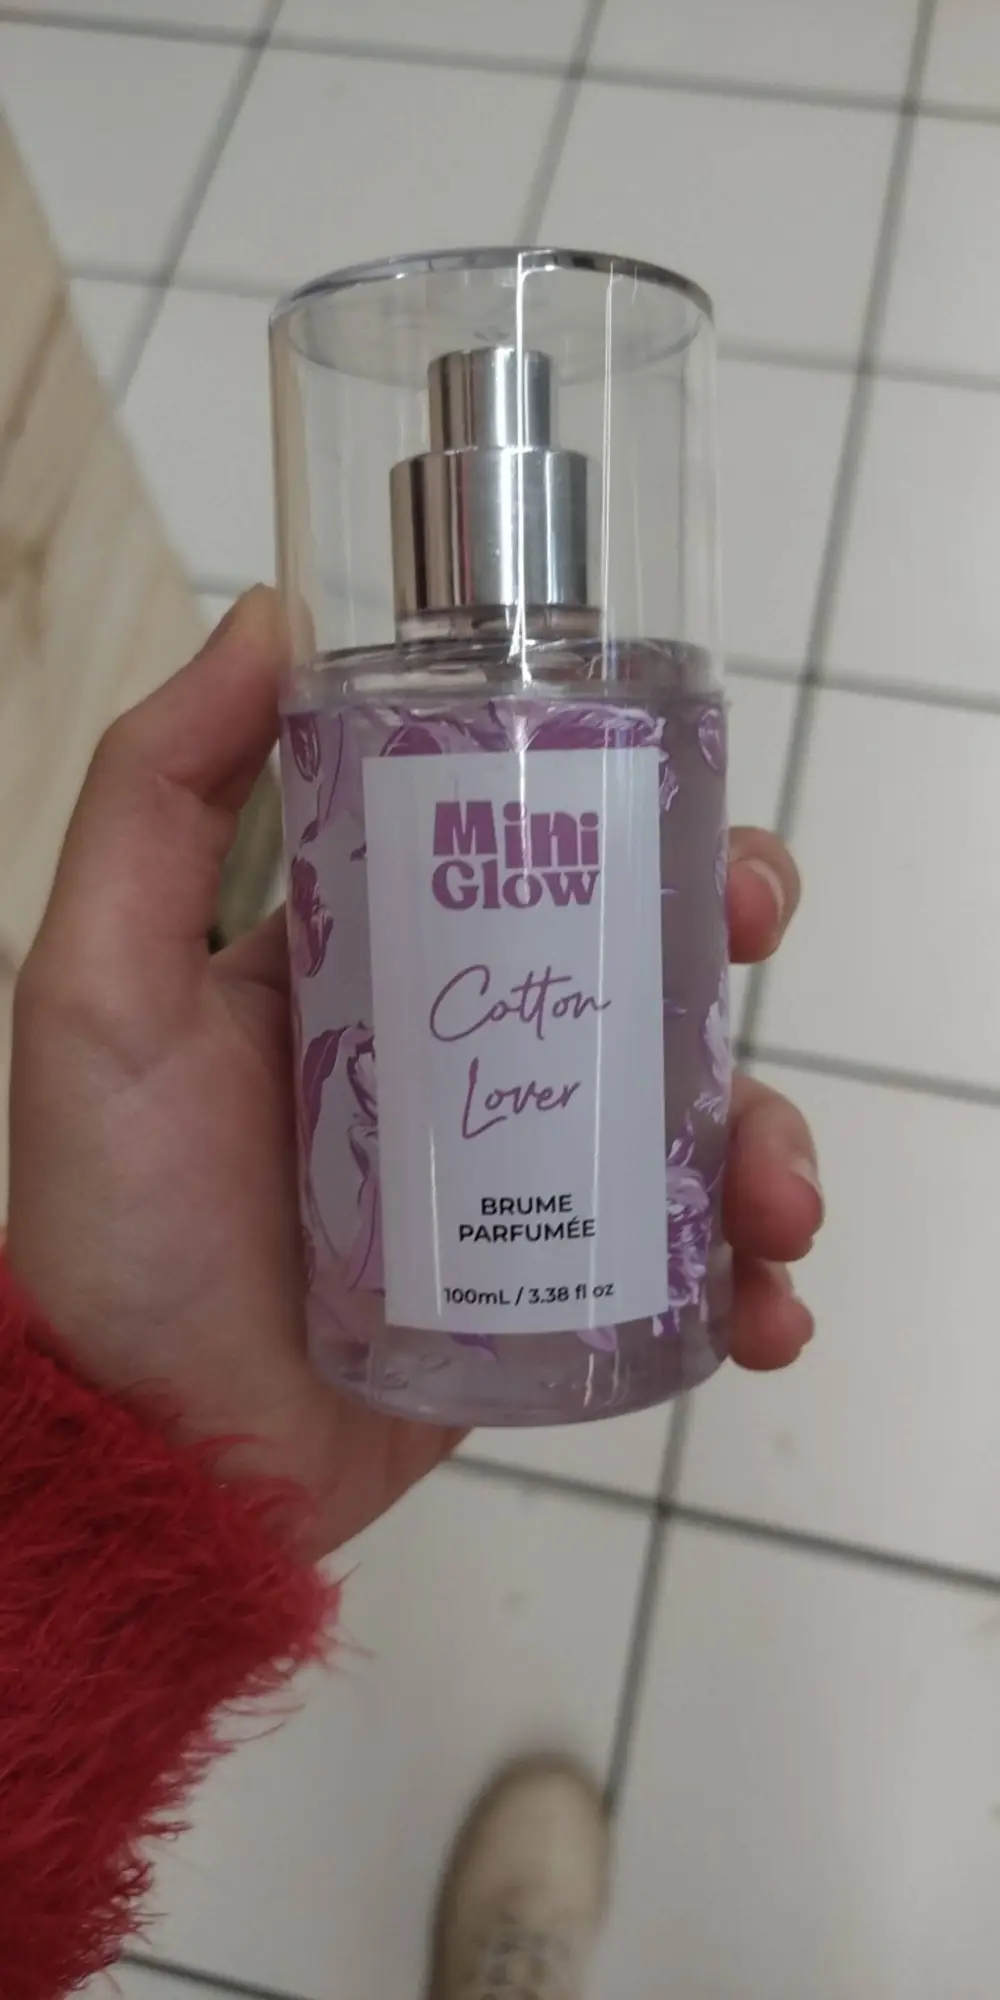 Mini
Glow
Cotton
Lover
BRUME
PARFUMÉE
100mL / 3.38 fl oz